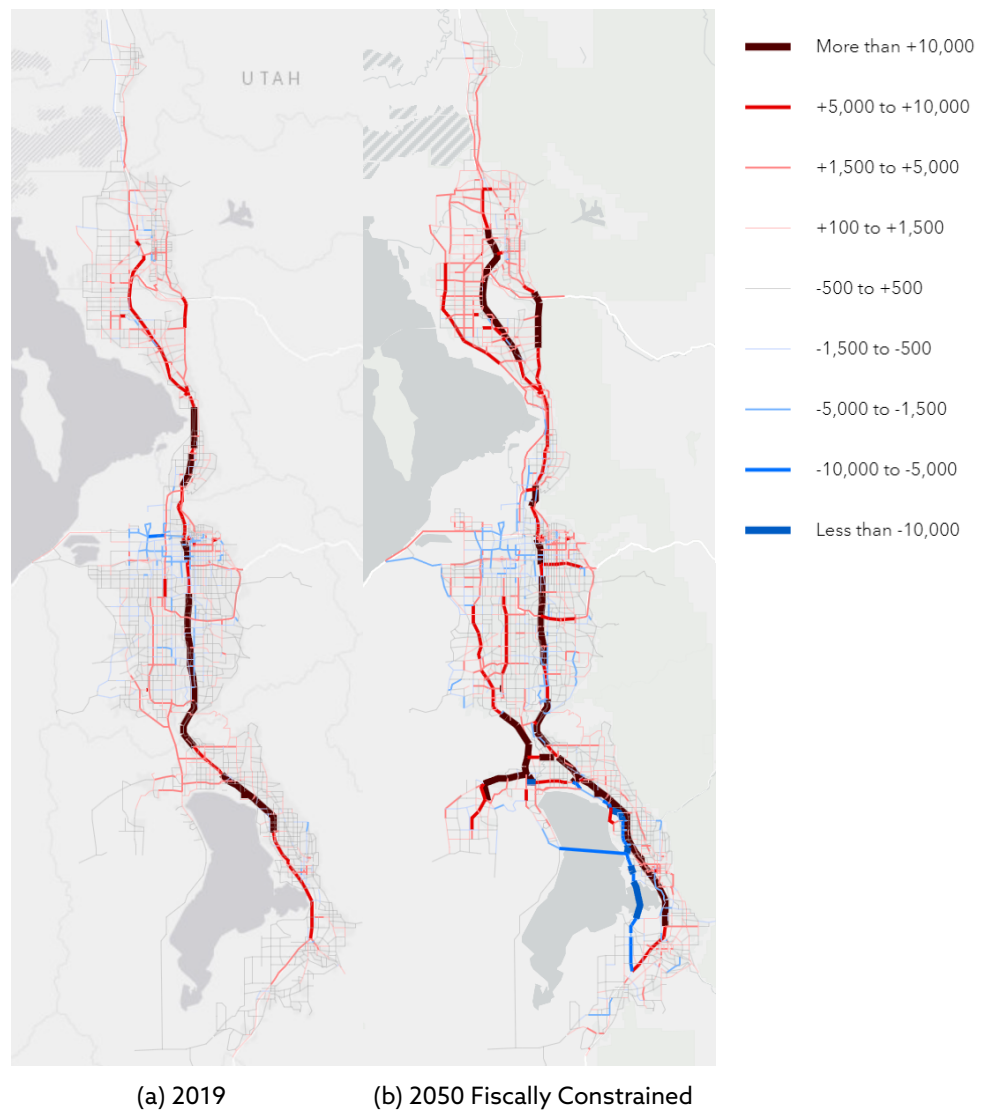 UTAH
More than +10,000
+5,000 to +10,000
+1,500 to +5,000
+100 to +1,500
-500 to +500
-1,500 to -500
-5,000 to -1,500
-10,000 to -5,000
Less than -10,000
(a) 2019
(b) 2050 Fiscally Constrained